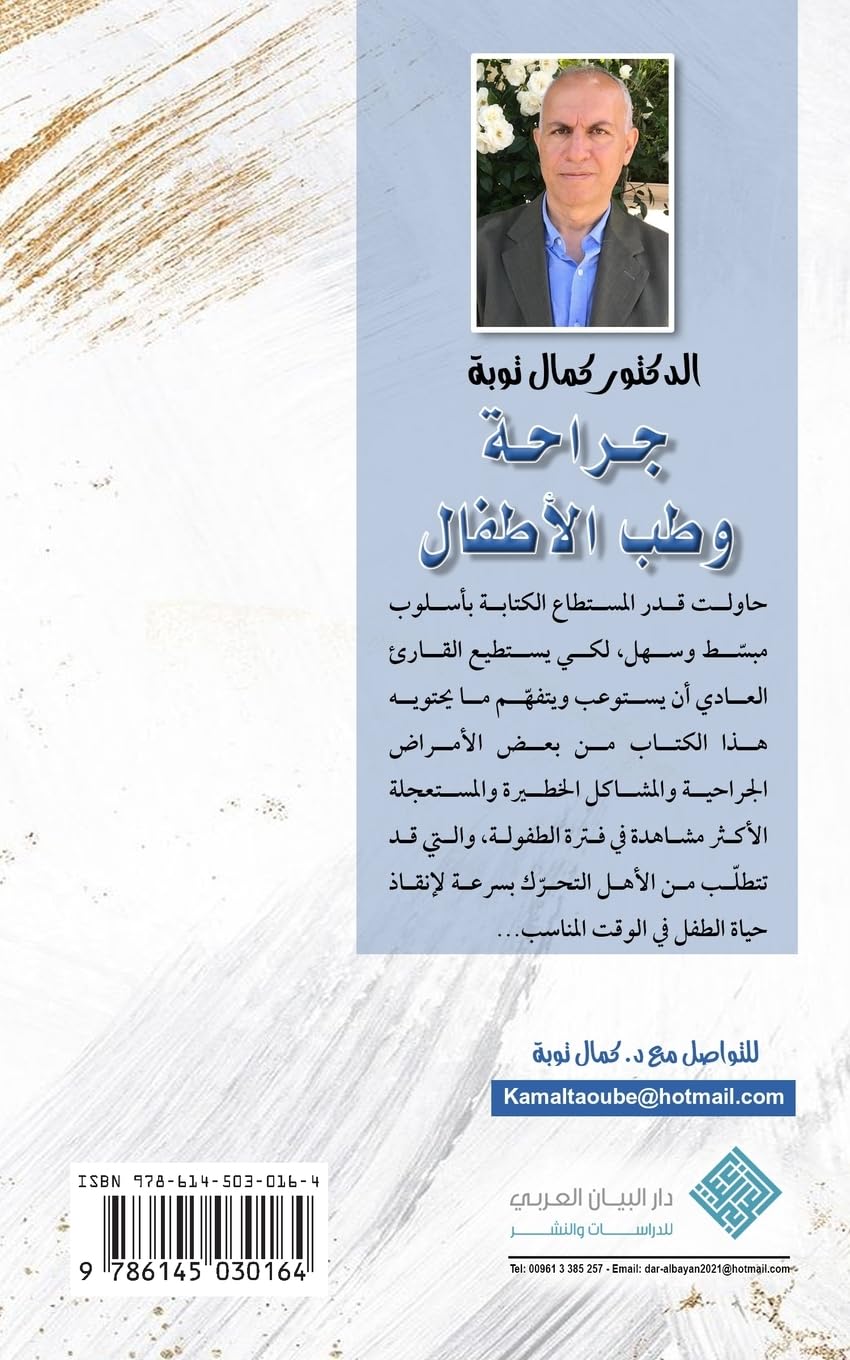 الدكتور كمال توبة
جراحة
وطب الأطفال
حاولت قدر المستطاع الكتابة بأسلوب
مبسّط وسهل، لكي يستطيع القارئ
العادي أن يستوعب ويتفهّم ما يحتويه
هذا الكتاب من بعض الأمراض
الجراحية والمشاكل الخطيرة والمستعجلة
الأكثر مشاهدة في فترة الطفولة، والتي قد
تتطلّب من الأهل التحرّك بسرعة لإنقاذ
حياة الطفل في الوقت المناسب...
للتواصل مع د. كمال توبة
Kamaltaoube@hotmail.com
دار البيان العربي
للدراسات والنشر
Tel: 00961 3 385 257 - Email: dar-albayan2021@hotmail.com
ISBN 978-614-503-016-4
9 786145 030164